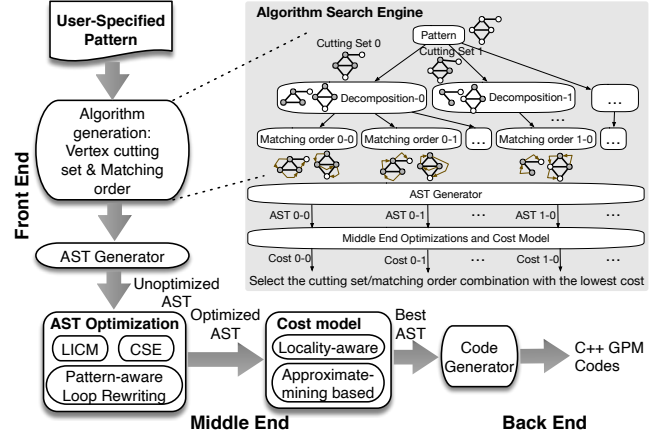 User-Specified
Pattern
Algorithm
generation:
Vertex cutting
set & Matching
order
Front End
AST Generator
Unoptimized
AST
AST Optimization
LICM
CSE
Pattern-aware
Loop Rewriting
Optimized
AST
Middle End
Cost model
Locality-aware
Approximate-
mining based
Best
AST
Code
Generator
Back End
C++ GPM
Codes
Algorithm Search Engine
Pattern
Cutting Set 0
Cutting Set 1
Decomposition-0
Decomposition-1
...
...
Matching order 0-0
Matching order 0-1
...
Matching order 1-0
...
AST Generator
AST 0-0
AST 0-1
...
AST 1-0
...
Middle End Optimizations and Cost Model
Cost 0-0
Cost 0-1
...
Cost 1-0
...
Select the cutting set/matching order combination with the lowest cost